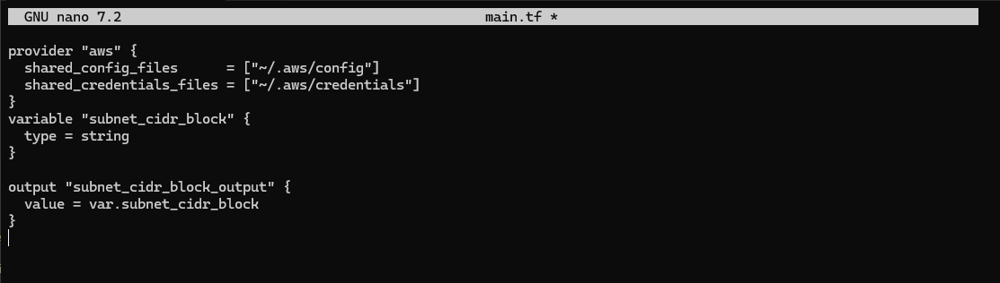 GNU nano 7.2 main.tf *
provider "aws" {
  shared_config_files      = ["~/.aws/config"]
  shared_credentials_files = ["~/.aws/credentials"]
}
variable "subnet_cidr_block" {
  type = string
}
output "subnet_cidr_block_output" {
  value = var.subnet_cidr_block
}